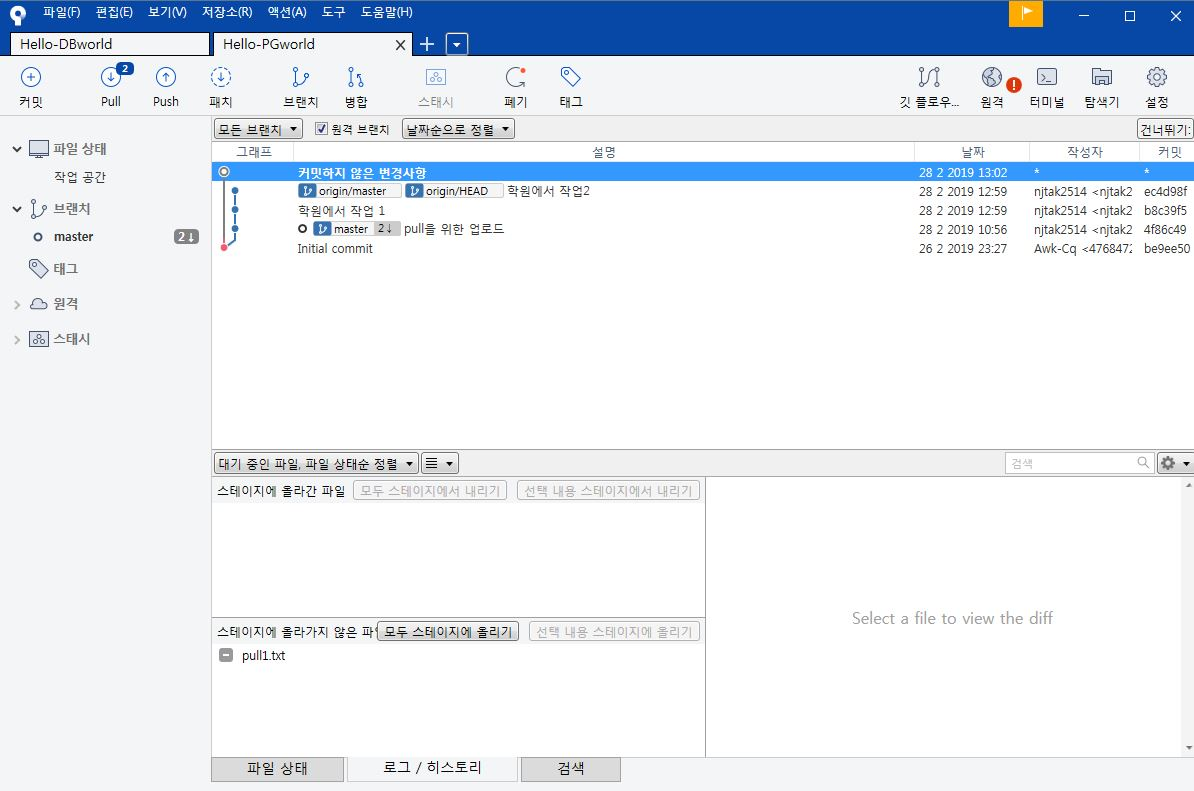 파일(F) 편집(E) 보기(V) 저장소(R) 액션(A) 도구 도움말(H)
Hello-DBworld Hello-PGworld
2
커밋 Pull Push 패치 브랜치 병합 스태시 폐기 태그 깃 플로우... 원격 터미널 탐색기 설정
모든 브랜치 원격 브랜치 날짜순으로 정렬 건너뛰기:
파일 상태
작업 공간
브랜치
master 2↓
태그
원격
스태시
그래프 설명 날짜 작성자 커밋
커밋하지 않은 변경사항 28 2 2019 13:02 * *
origin/master origin/HEAD 학원에서 작업2 28 2 2019 12:59 njtak2514 <njtak2 ec4d98f
학원에서 작업 1 28 2 2019 12:59 njtak2514 <njtak2 b8c39f5
master 2↓ pull을 위한 업로드 28 2 2019 10:56 njtak2514 <njtak2 4f86c49
Initial commit 26 2 2019 23:27 Awk-Cq <4768472 be9ee50
대기 중인 파일, 파일 상태순 정렬 검색
스테이지에 올라간 파일 모두 스테이지에서 내리기 선택 내용 스테이지에서 내리기
스테이지에 올라가지 않은 파일 모두 스테이지에 올리기 선택 내용 스테이지에 올리기
pull1.txt
Select a file to view the diff
파일 상태 로그 / 히스토리 검색